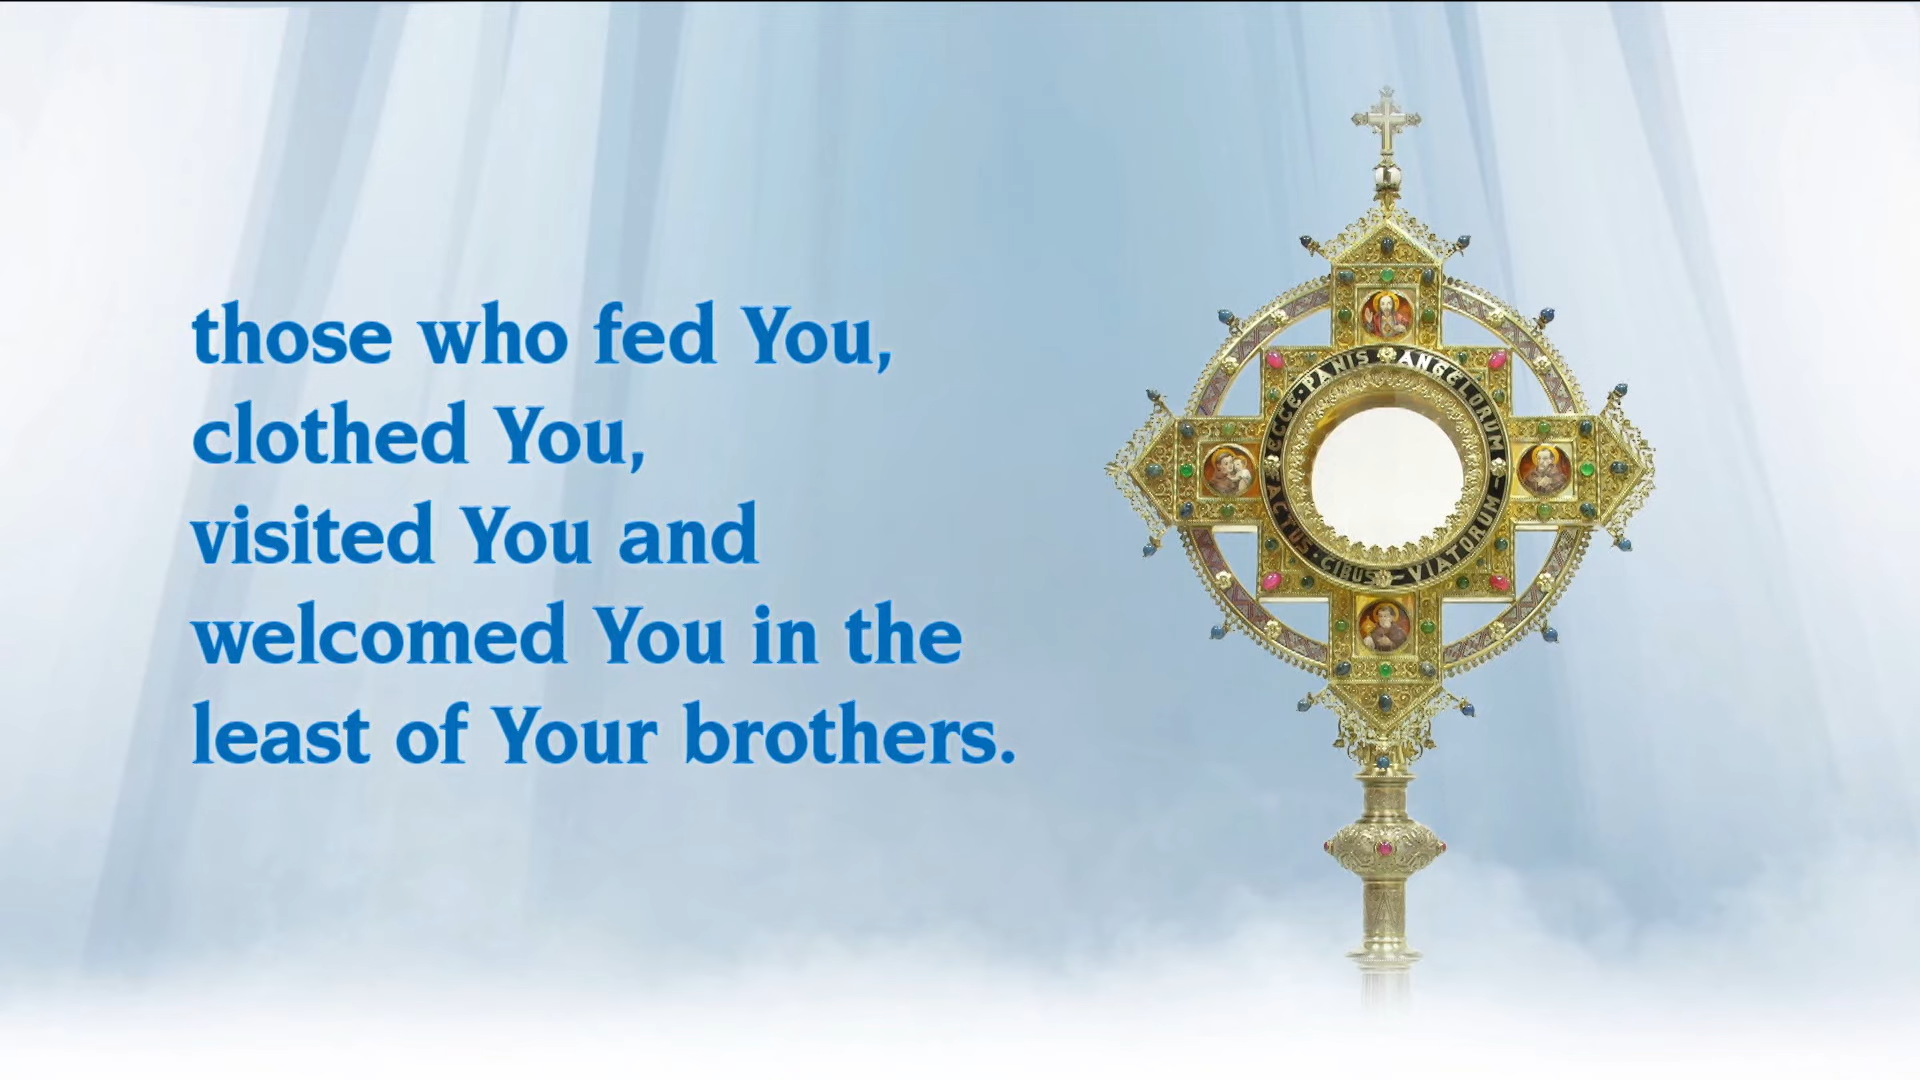 those who fed You,
clothed You,
visited You and
welcomed You in the
least of Your brothers.
ECCE · PANIS ANGELORUM
FACTUS · CIBUS – VIATORUM –